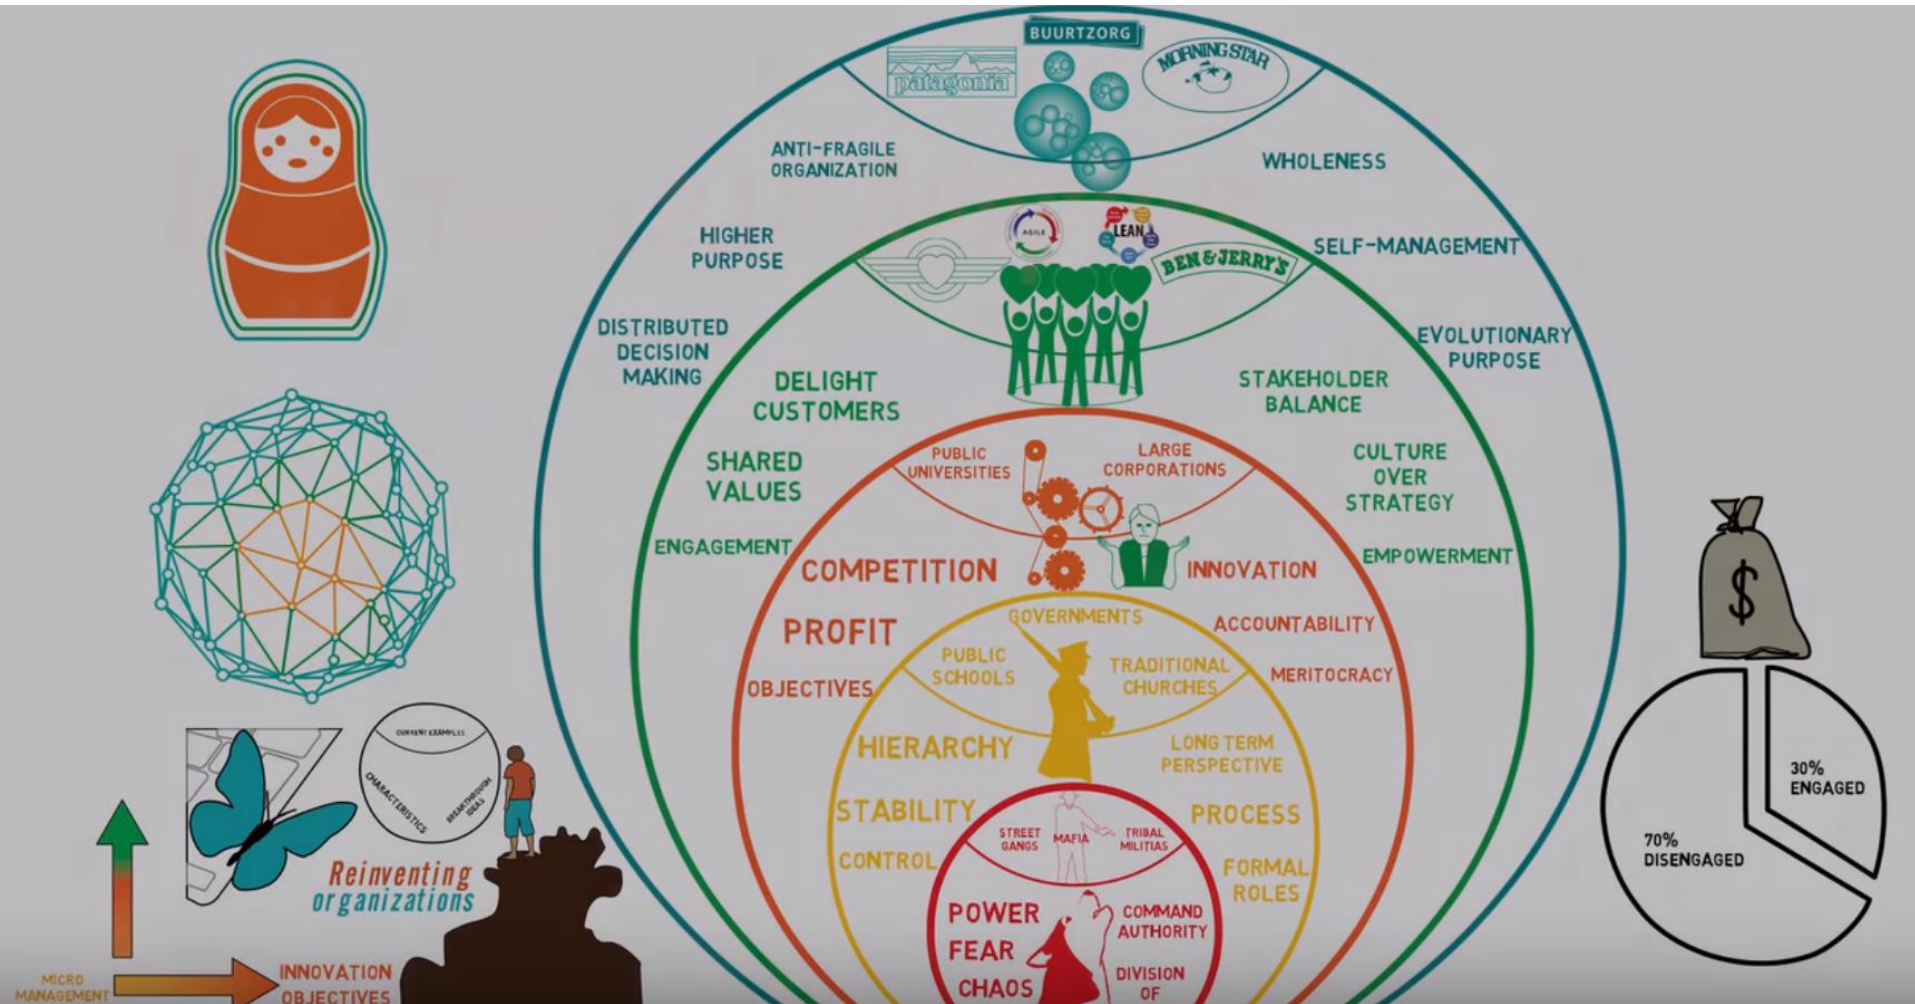 BUURTZORG
patagonia
MORNING STAR
ANTI-FRAGILE
ORGANIZATION
WHOLENESS
HIGHER
PURPOSE
SELF-MANAGEMENT
DISTRIBUTED
DECISION
MAKING
EVOLUTIONARY
PURPOSE
AGILE
LEAN
BEN & JERRY'S
DELIGHT
CUSTOMERS
STAKEHOLDER
BALANCE
SHARED
VALUES
CULTURE
OVER
STRATEGY
ENGAGEMENT
EMPOWERMENT
PUBLIC
UNIVERSITIES
LARGE
CORPORATIONS
COMPETITION
INNOVATION
PROFIT
ACCOUNTABILITY
OBJECTIVES
MERITOCRACY
GOVERNMENTS
PUBLIC
SCHOOLS
TRADITIONAL
CHURCHES
HIERARCHY
LONG TERM
PERSPECTIVE
STABILITY
PROCESS
CONTROL
FORMAL
ROLES
STREET
GANGS
MAFIA
TRIBAL
MILITIAS
POWER
COMMAND
AUTHORITY
FEAR
CHAOS
DIVISION
OF
CURRENT EXAMPLES
CHARACTERISTICS
BREAKTHROUGH
IDEAS
Reinventing
organizations
MICRO
MANAGEMENT
INNOVATION
OBJECTIVES
$
30%
ENGAGED
70%
DISENGAGED